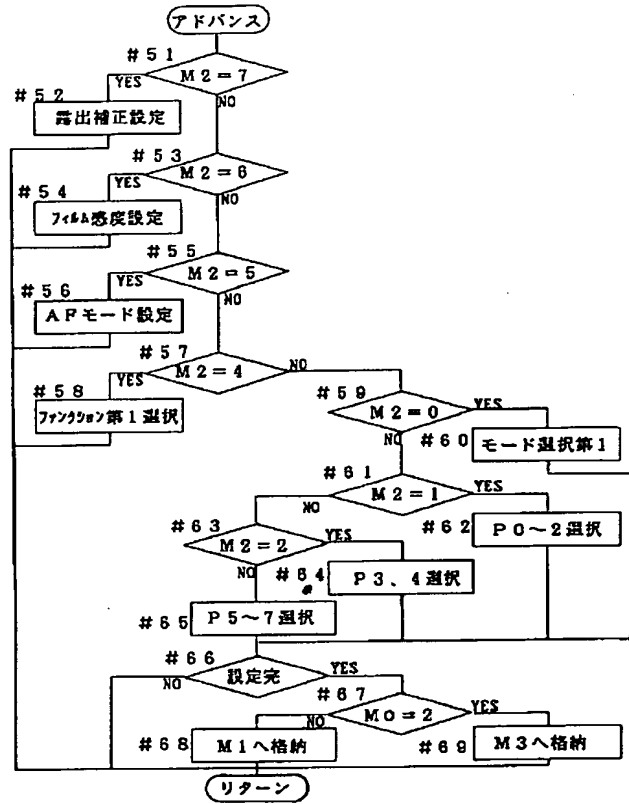 アドバンス
#51
M2=7
YES
NO
#52
露出補正設定
#53
M2=6
YES
NO
#54
フィルム感度設定
#55
M2=5
YES
NO
#56
AFモード設定
#57
M2=4
YES
NO
#58
ファンクション第1選択
#59
M2=0
YES
NO
#60
モード選択第1
#61
M2=1
YES
NO
#62
P0~2選択
#63
M2=2
YES
NO
#64
P3、4選択
#65
P5~7選択
#66
設定完
YES
NO
#67
M0=2
YES
NO
#68
M1へ格納
#69
M3へ格納
リターン